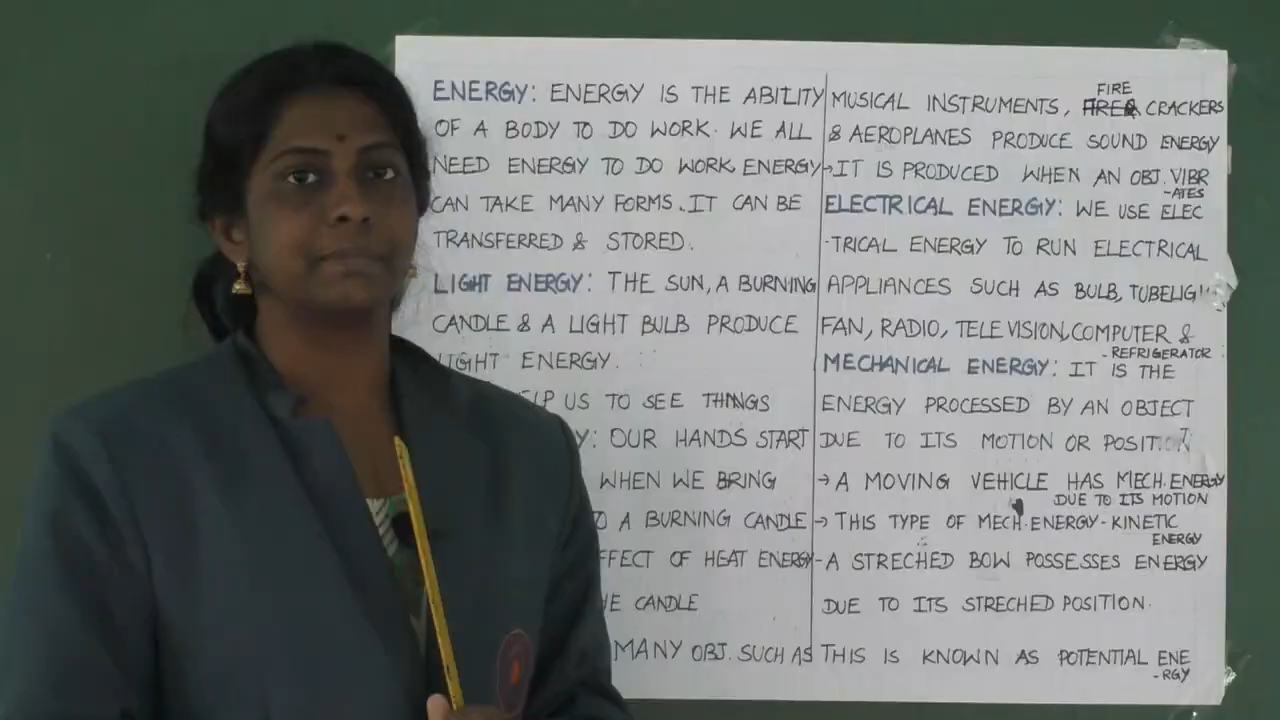 ENERGY: ENERGY IS THE ABILITY
OF A BODY TO DO WORK. WE ALL
NEED ENERGY TO DO WORK. ENERGY
CAN TAKE MANY FORMS. IT CAN BE
TRANSFERRED & STORED.
LIGHT ENERGY: THE SUN, A BURNING
CANDLE & A LIGHT BULB PRODUCE
LIGHT ENERGY.
US TO SEE THINGS
OUR HANDS START
WHEN WE BRING
A BURNING CANDLE
OF HEAT ENERGY
CANDLE
MANY OBJ. SUCH AS
MUSICAL INSTRUMENTS, FIRE CRACKERS
& AEROPLANES PRODUCE SOUND ENERGY
→IT IS PRODUCED WHEN AN OBJ. VIBR
-ATES
ELECTRICAL ENERGY: WE USE ELEC
-TRICAL ENERGY TO RUN ELECTRICAL
APPLIANCES SUCH AS BULB,
FAN, RADIO, TELEVISION, COMPUTER &
- REFRIGERATOR
MECHANICAL ENERGY: IT IS THE
ENERGY PROCESSED BY AN OBJECT
DUE TO ITS MOTION OR POSITION
→ A MOVING VEHICLE HAS MECH. ENERGY
DUE TO ITS MOTION
→ THIS TYPE OF MECH. ENERGY - KINETIC
ENERGY
- A STRECHED BOW POSSESSES ENERGY
DUE TO ITS STRECHED POSITION.
THIS IS KNOWN AS POTENTIAL ENE
-RGY